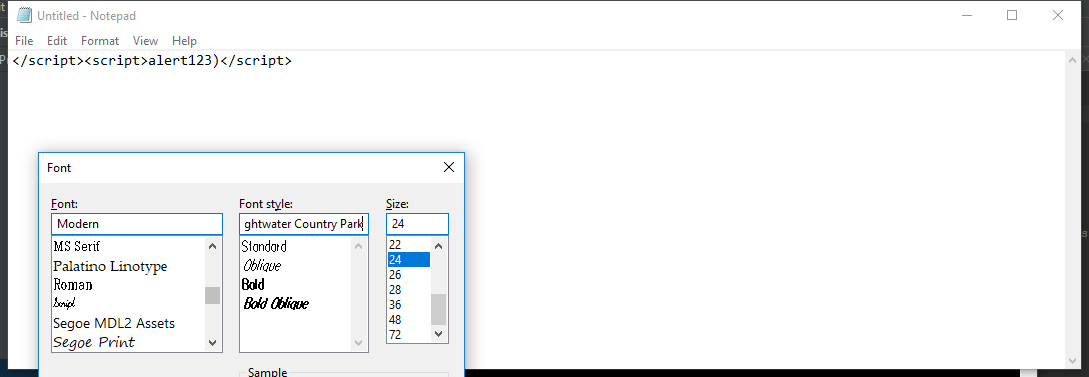 Untitled - Notepad
File Edit Format View Help
</script><script>alert123)</script>
Font
Font: Font style: Size:
Modern ghtwater Country Park 24
MS Serif Standard 22
Palatino Linotype Oblique 24
Roman Bold 26
Script Bold Oblique 28
Segoe MDL2 Assets 36
Segoe Print 48
72
Sample